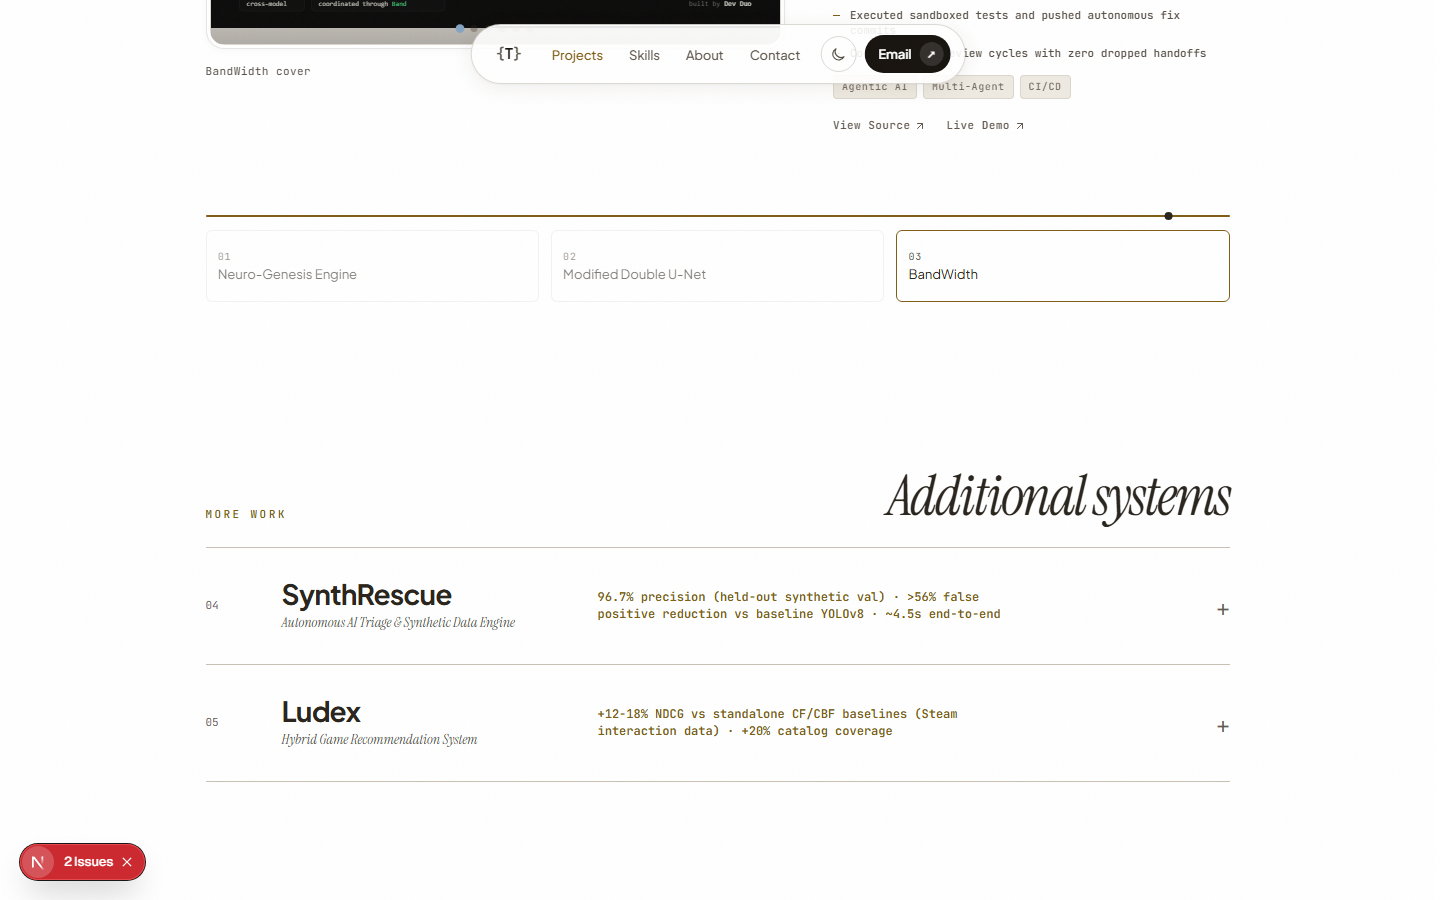 cross-model
coordinated through Band
built by Dev Duo
BandWidth cover
{T}
Projects
Skills
About
Contact
Email ↗
— Executed sandboxed tests and pushed autonomous fix
commits
view cycles with zero dropped handoffs
Agentic AI
Multi-Agent
CI/CD
View Source ↗
Live Demo ↗
01
Neuro-Genesis Engine
02
Modified Double U-Net
03
BandWidth
MORE WORK
Additional systems
04
SynthRescue
Autonomous AI Triage & Synthetic Data Engine
96.7% precision (held-out synthetic val) · >56% false
positive reduction vs baseline YOLOv8 · ~4.5s end-to-end
+
05
Ludex
Hybrid Game Recommendation System
+12-18% NDCG vs standalone CF/CBF baselines (Steam
interaction data) · +20% catalog coverage
+
N
2 Issues ×